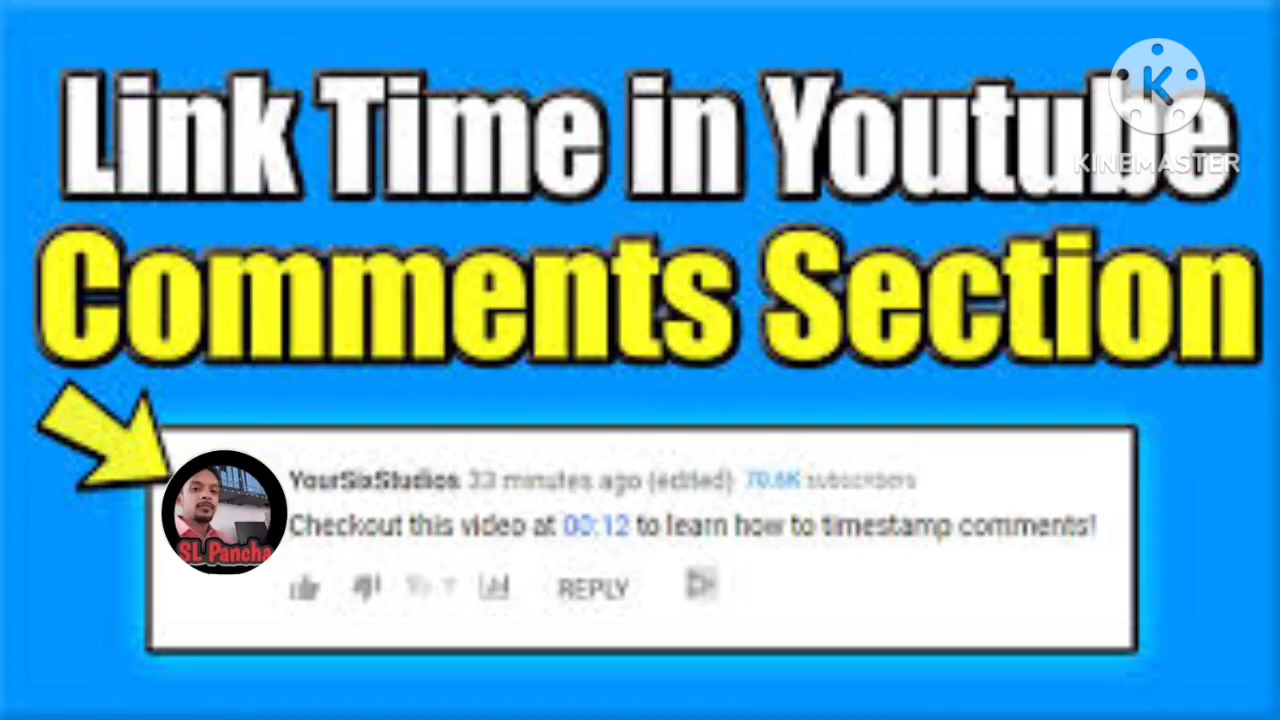 Link Time in Youtube
K
KINEMASTER
Comments Section
YourSixStudios 33 minutes ago (edited) 70.6K subscribers
Checkout this video at 00:12 to learn how to timestamp comments!
SL Pancha
REPLY